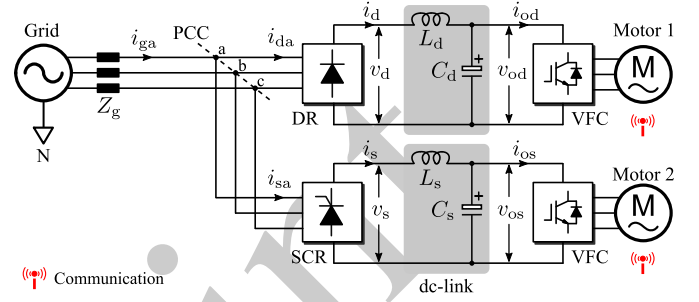 Grid
N
Z_g
i_ga
PCC
a
b
c
i_da
i_sa
DR
i_d
L_d
v_d
C_d
+
i_od
v_od
VFC
Motor 1
M
SCR
i_s
L_s
v_s
C_s
+
i_os
v_os
VFC
Motor 2
M
dc-link
Communication